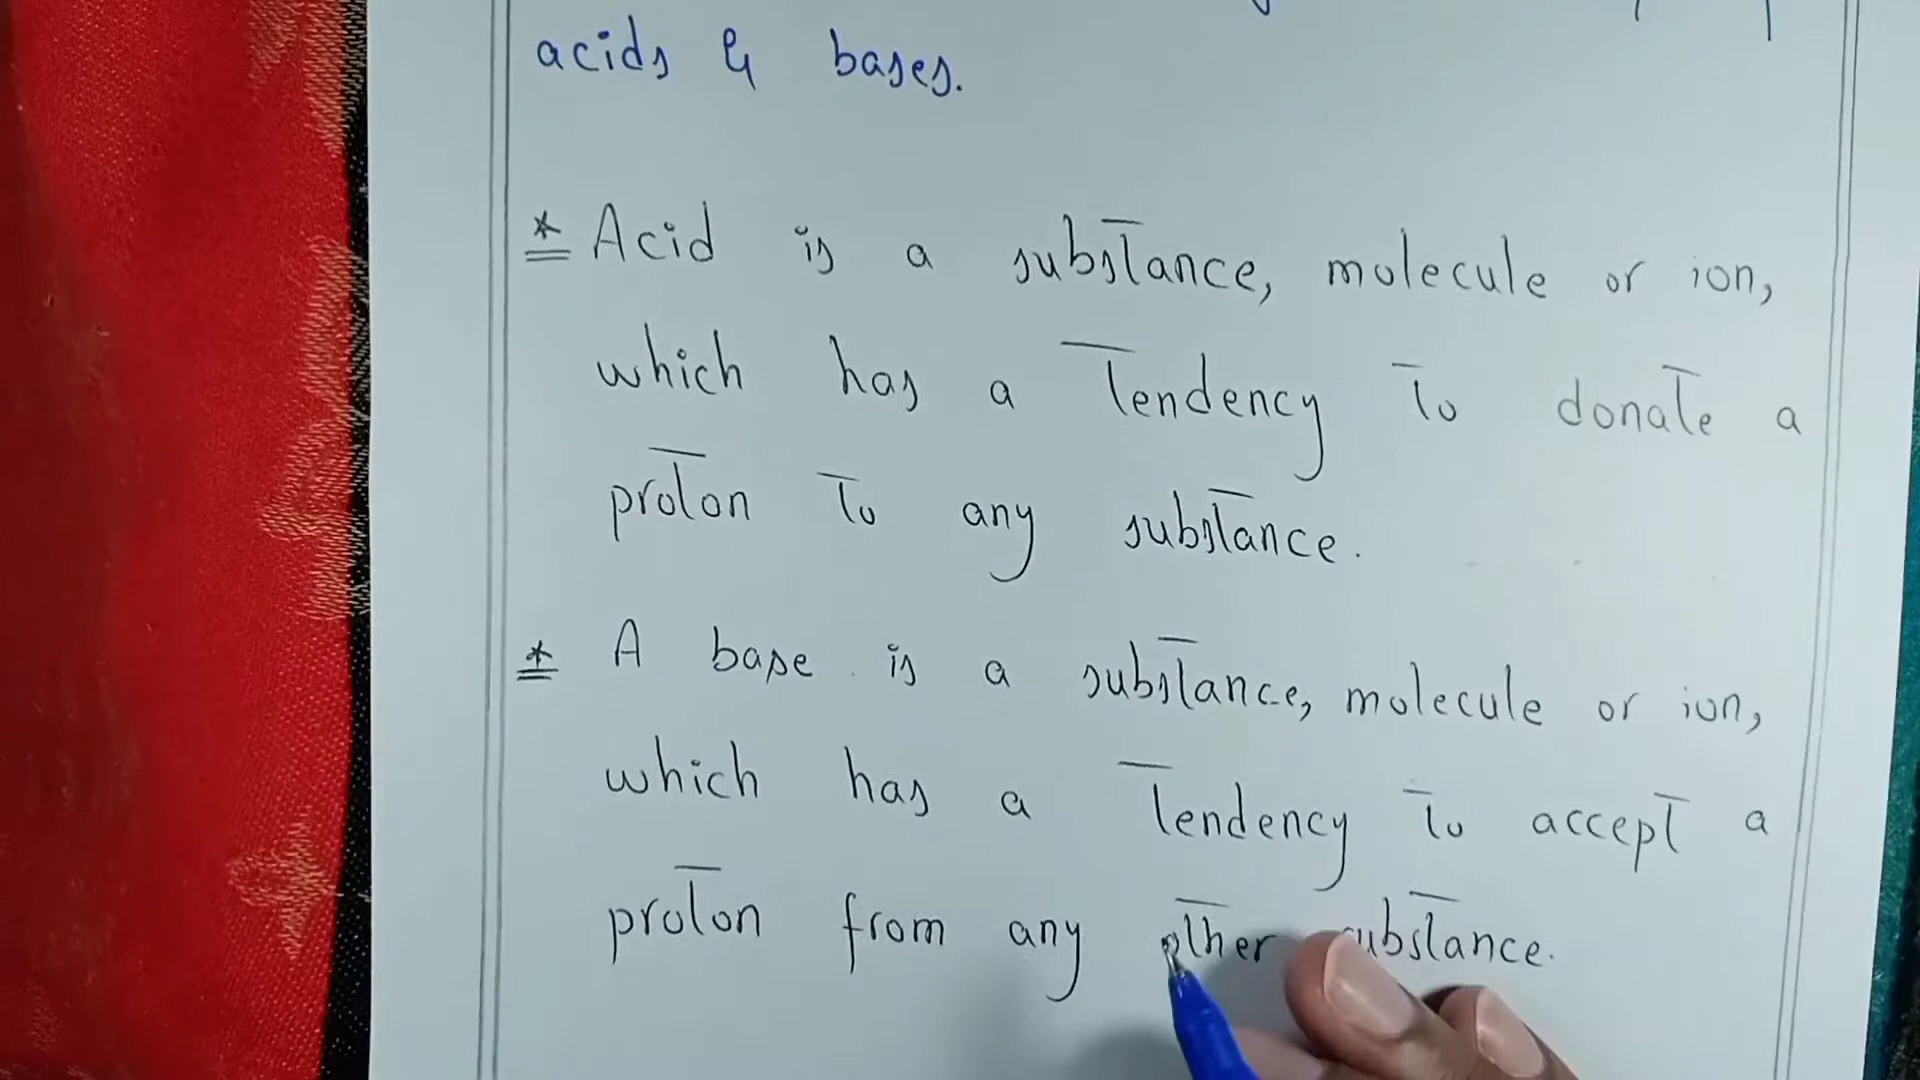 acids & bases.
* Acid is a substance, molecule or ion,
which has a tendency to donate a
proton to any substance.
* A base is a substance, molecule or ion,
which has a tendency to accept a
proton from any other substance.